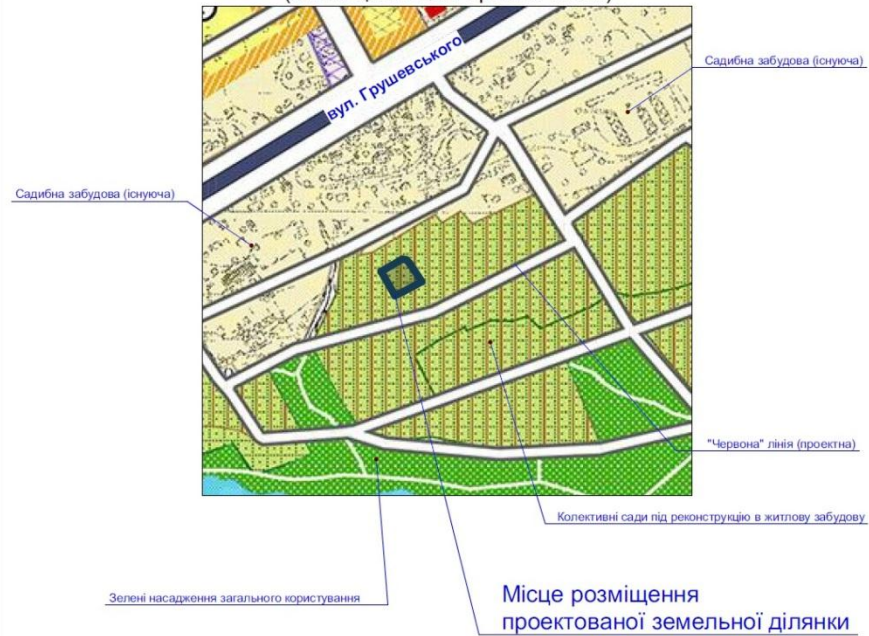 вул. Грушевського
Садибна забудова (існуюча)
Садибна забудова (існуюча)
"Червона" лінія (проектна)
Колективні сади під реконструкцію в житлову забудову
Зелені насадження загального користування
Місце розміщення
проектованої земельної ділянки